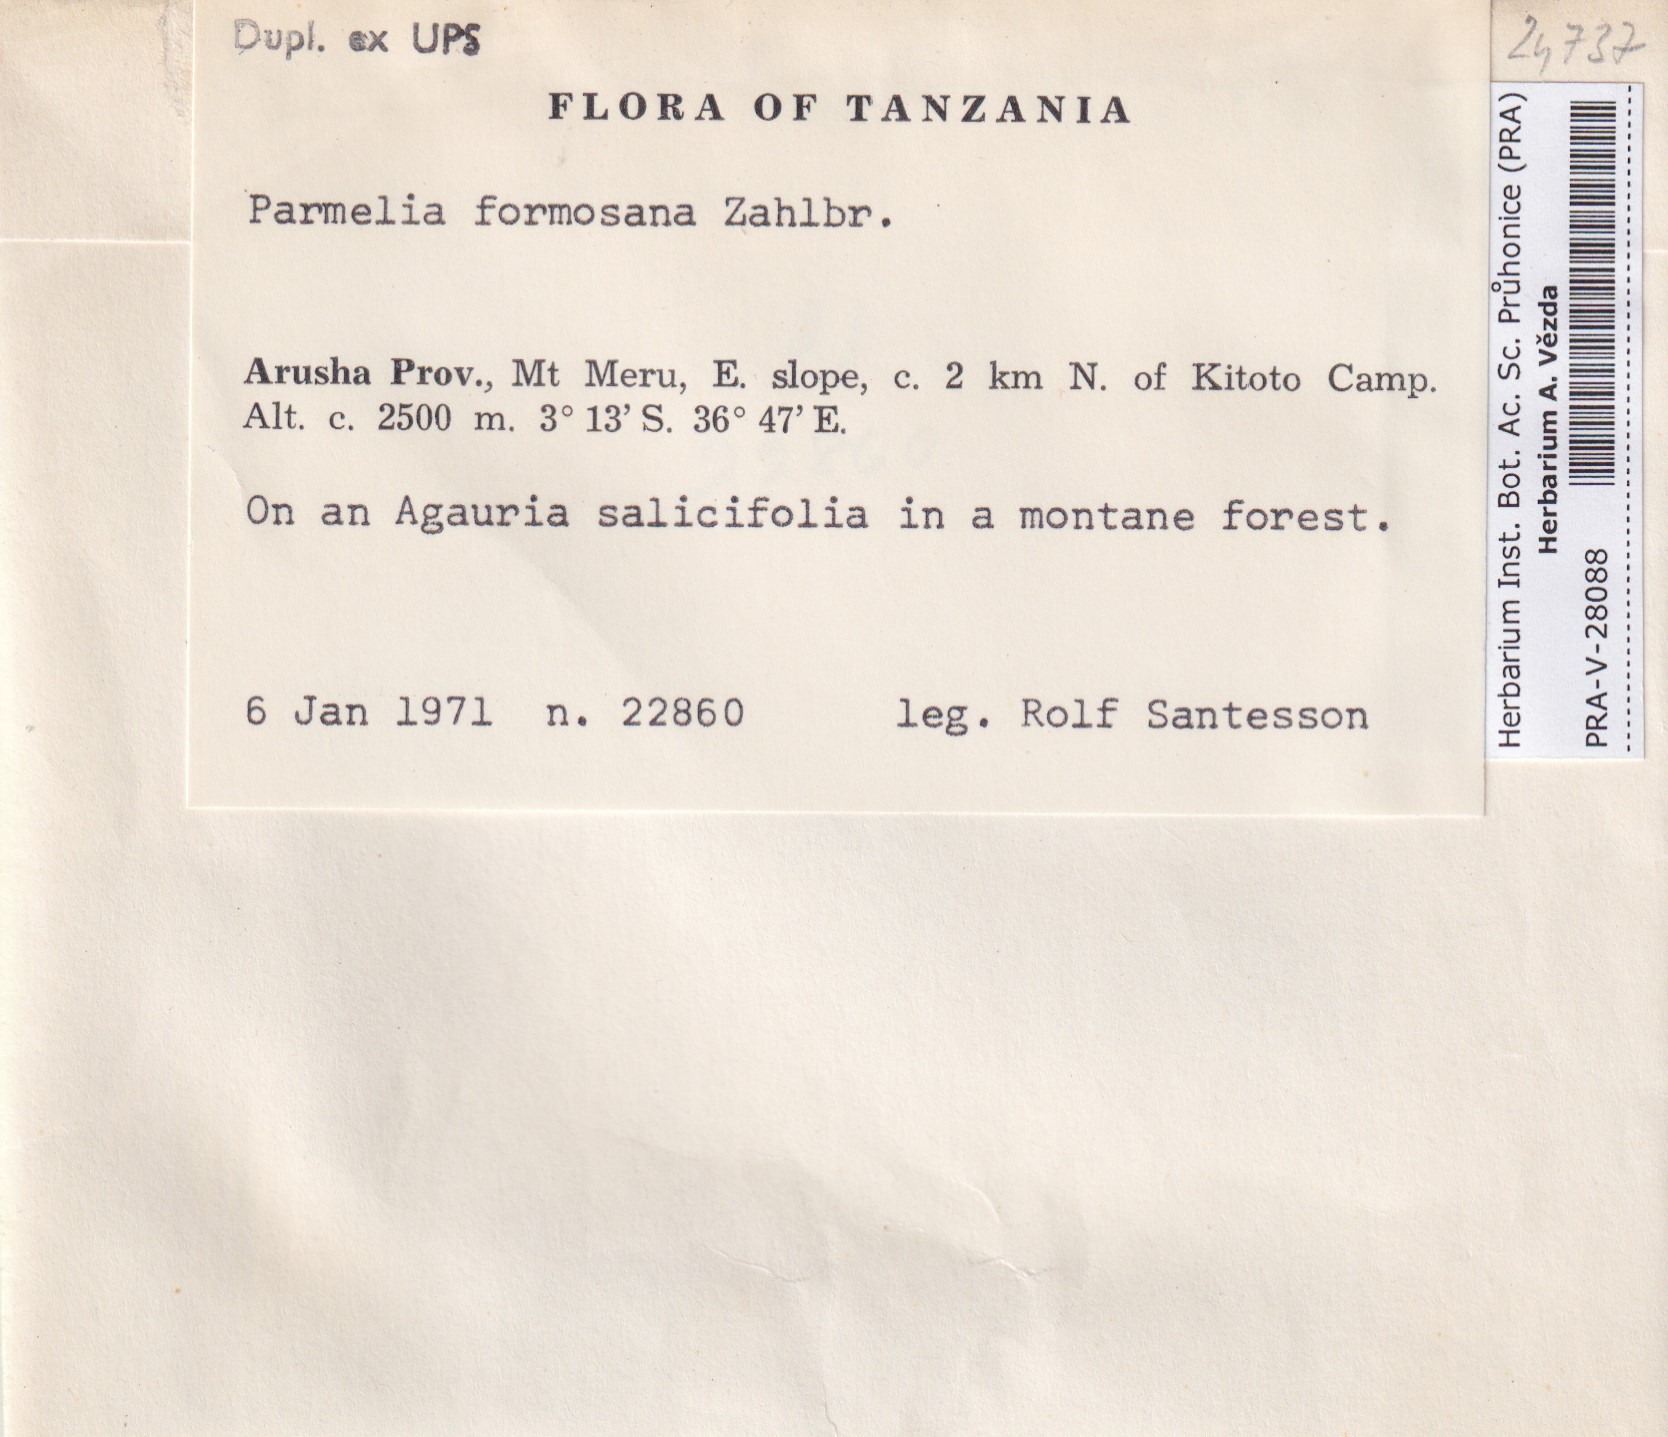 Dupl. ex UPS
24737
FLORA OF TANZANIA
Parmelia formosana Zahlbr.
Arusha Prov., Mt Meru, E. slope, c. 2 km N. of Kitoto Camp.
Alt. c. 2500 m. 3° 13’ S. 36° 47’ E.
On an Agauria salicifolia in a montane forest.
6 Jan 1971 n. 22860 leg. Rolf Santesson
Herbarium Inst. Bot. Ac. Sc. Průhonice (PRA)
Herbarium A. Vězda
PRA-V-28088